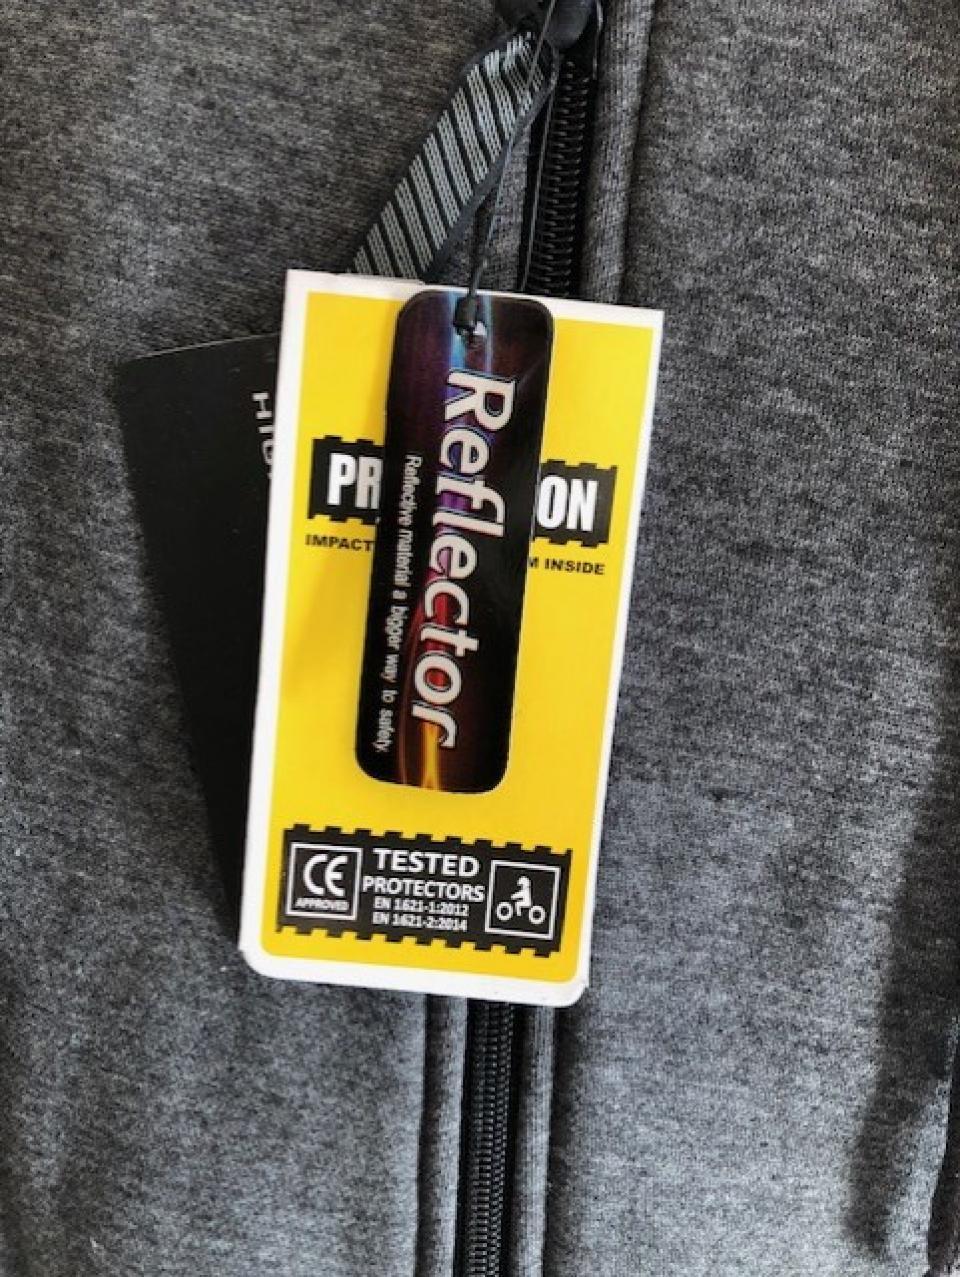 Reflector
Reflective material a bigger way to safety.
PR
ON
IMPACT
M INSIDE
CE
APPROVED
TESTED
PROTECTORS
EN 1621-1:2012
EN 1621-2:2014